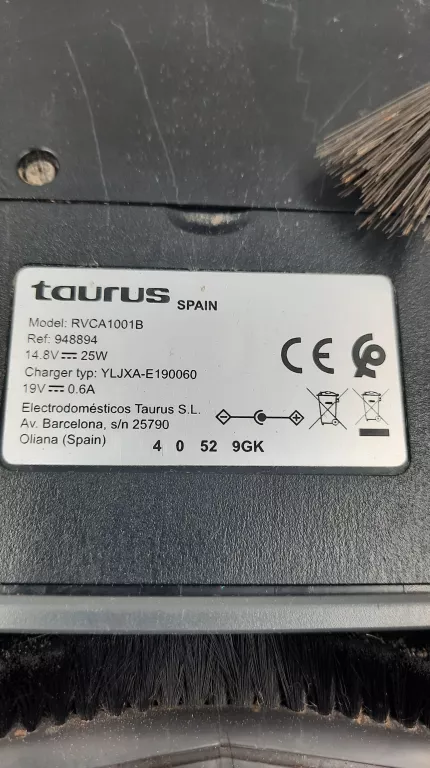 taurus SPAIN
Model: RVCA1001B
Ref: 948894
14.8V⎓25W
Charger typ: YLJXA-E190060
19V⎓0.6A
Electrodomésticos Taurus S.L.
Av. Barcelona, s/n 25790
Oliana (Spain)
4 0 52 9GK
CE